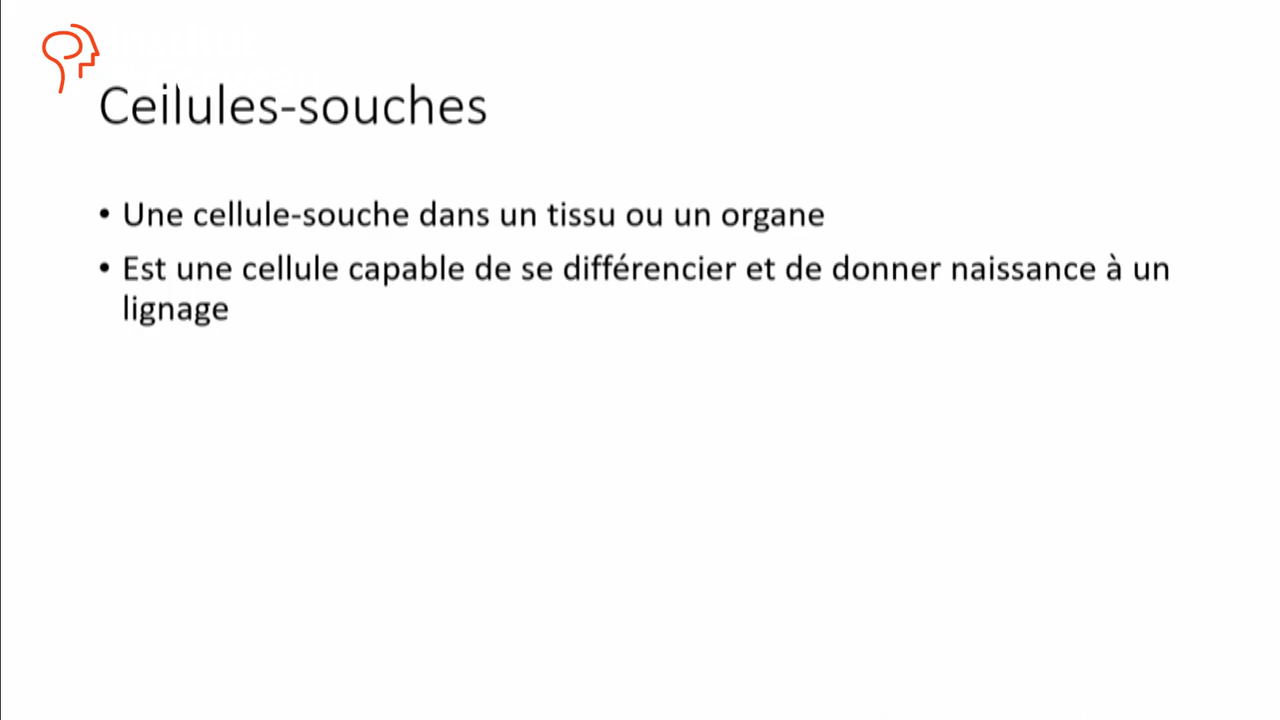 Cellules-souches
• Une cellule-souche dans un tissu ou un organe
• Est une cellule capable de se différencier et de donner naissance à un
lignage